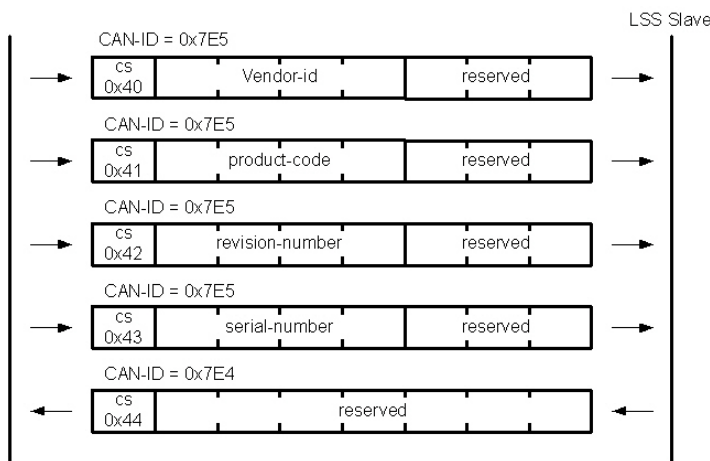 LSS Slave
CAN-ID = 0x7E5
cs
0x40
Vendor-id
reserved
CAN-ID = 0x7E5
cs
0x41
product-code
reserved
CAN-ID = 0x7E5
cs
0x42
revision-number
reserved
CAN-ID = 0x7E5
cs
0x43
serial-number
reserved
CAN-ID = 0x7E4
cs
0x44
reserved